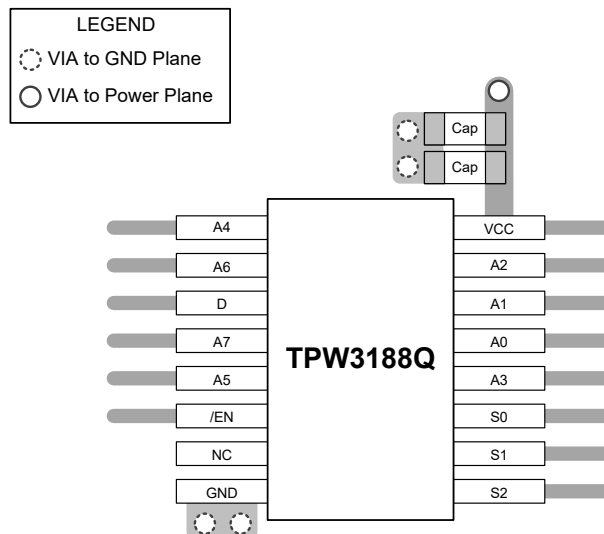 LEGEND
VIA to GND Plane
VIA to Power Plane
Cap
Cap
A4
VCC
A6
A2
D
A1
TPW3188Q
A7
A0
A5
A3
/EN
S0
NC
S1
GND
S2